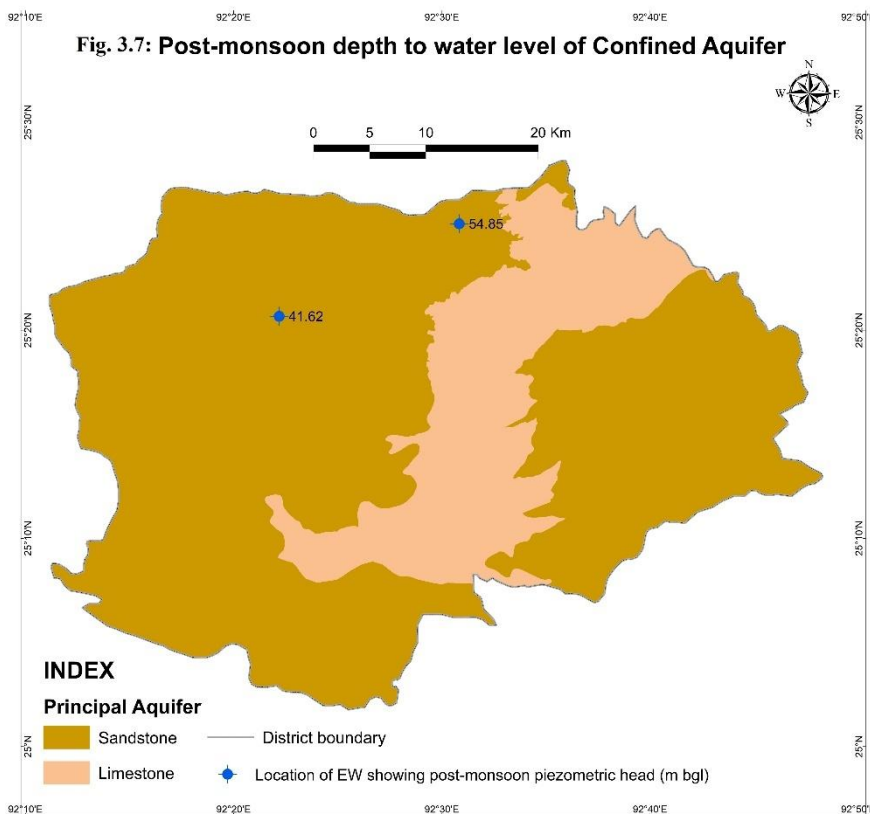 92°10'E 92°20'E 92°30'E 92°40'E 92°50'E
Fig. 3.7: Post-monsoon depth to water level of Confined Aquifer
N
W E
S
25°30'N 25°30'N
0 5 10 20 Km
54.85
41.62
25°20'N 25°20'N
25°10'N 25°10'N
INDEX
Principal Aquifer
Sandstone District boundary
Limestone Location of EW showing post-monsoon piezometric head (m bgl)
25°N 25°N
92°10'E 92°20'E 92°30'E 92°40'E 92°50'E